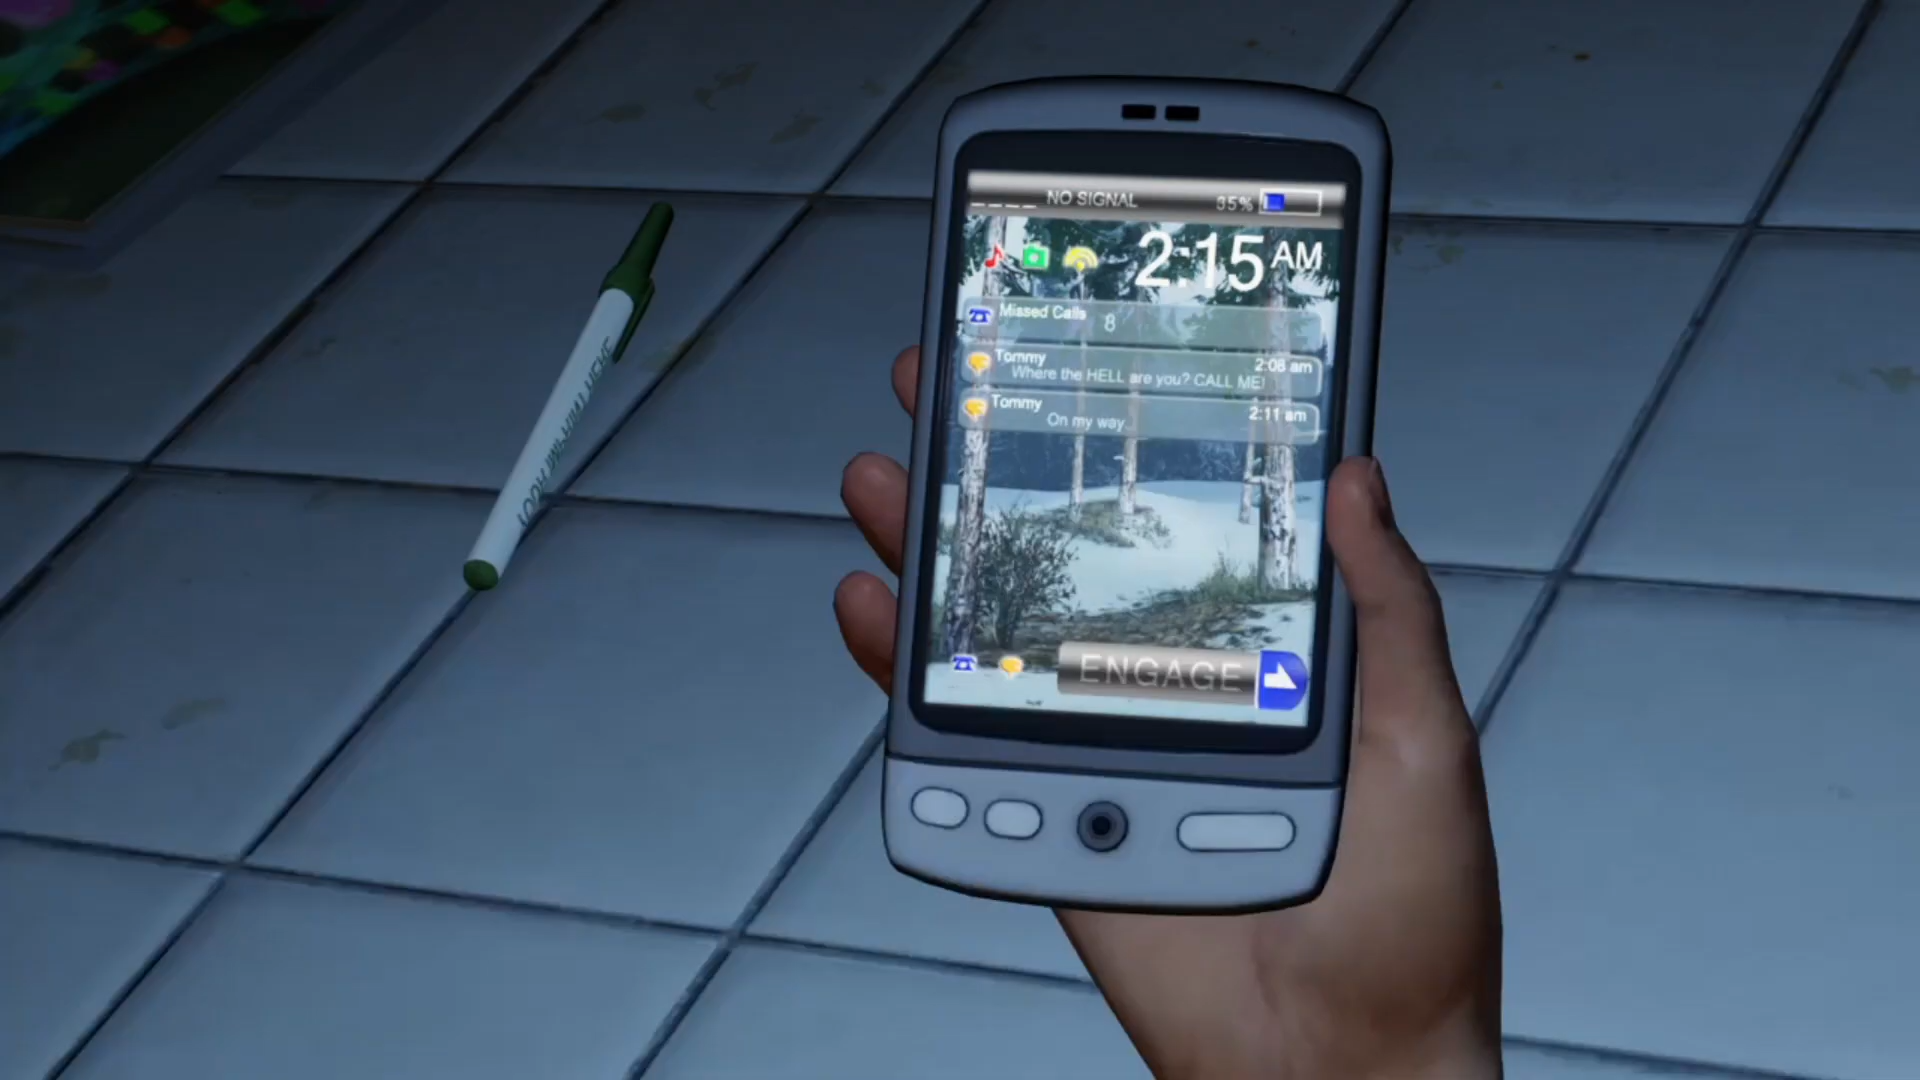 NO SIGNAL 35%
2:15 AM
Missed Calls
8
Tommy 2:08 am
Where the HELL are you? CALL ME!
Tommy 2:11 am
On my way.
ENGAGE